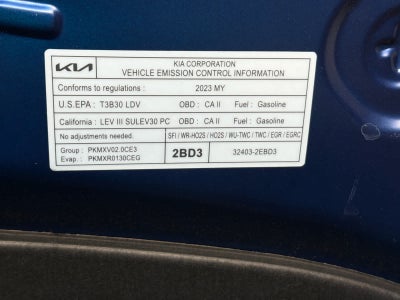 KIA KIA CORPORATION
VEHICLE EMISSION CONTROL INFORMATION
Conforms to regulations : 2023 MY
U.S.EPA : T3B30 LDV OBD : CA II Fuel : Gasoline
California : LEV III SULEV30 PC OBD : CA II Fuel : Gasoline
No adjustments needed. SFI / WR-HO2S / HO2S / WU-TWC / TWC / EGR / EGRC
Group : PKMXV02.0CE3
Evap. : PKMXR0130CEG
2BD3 32403-2EBD3